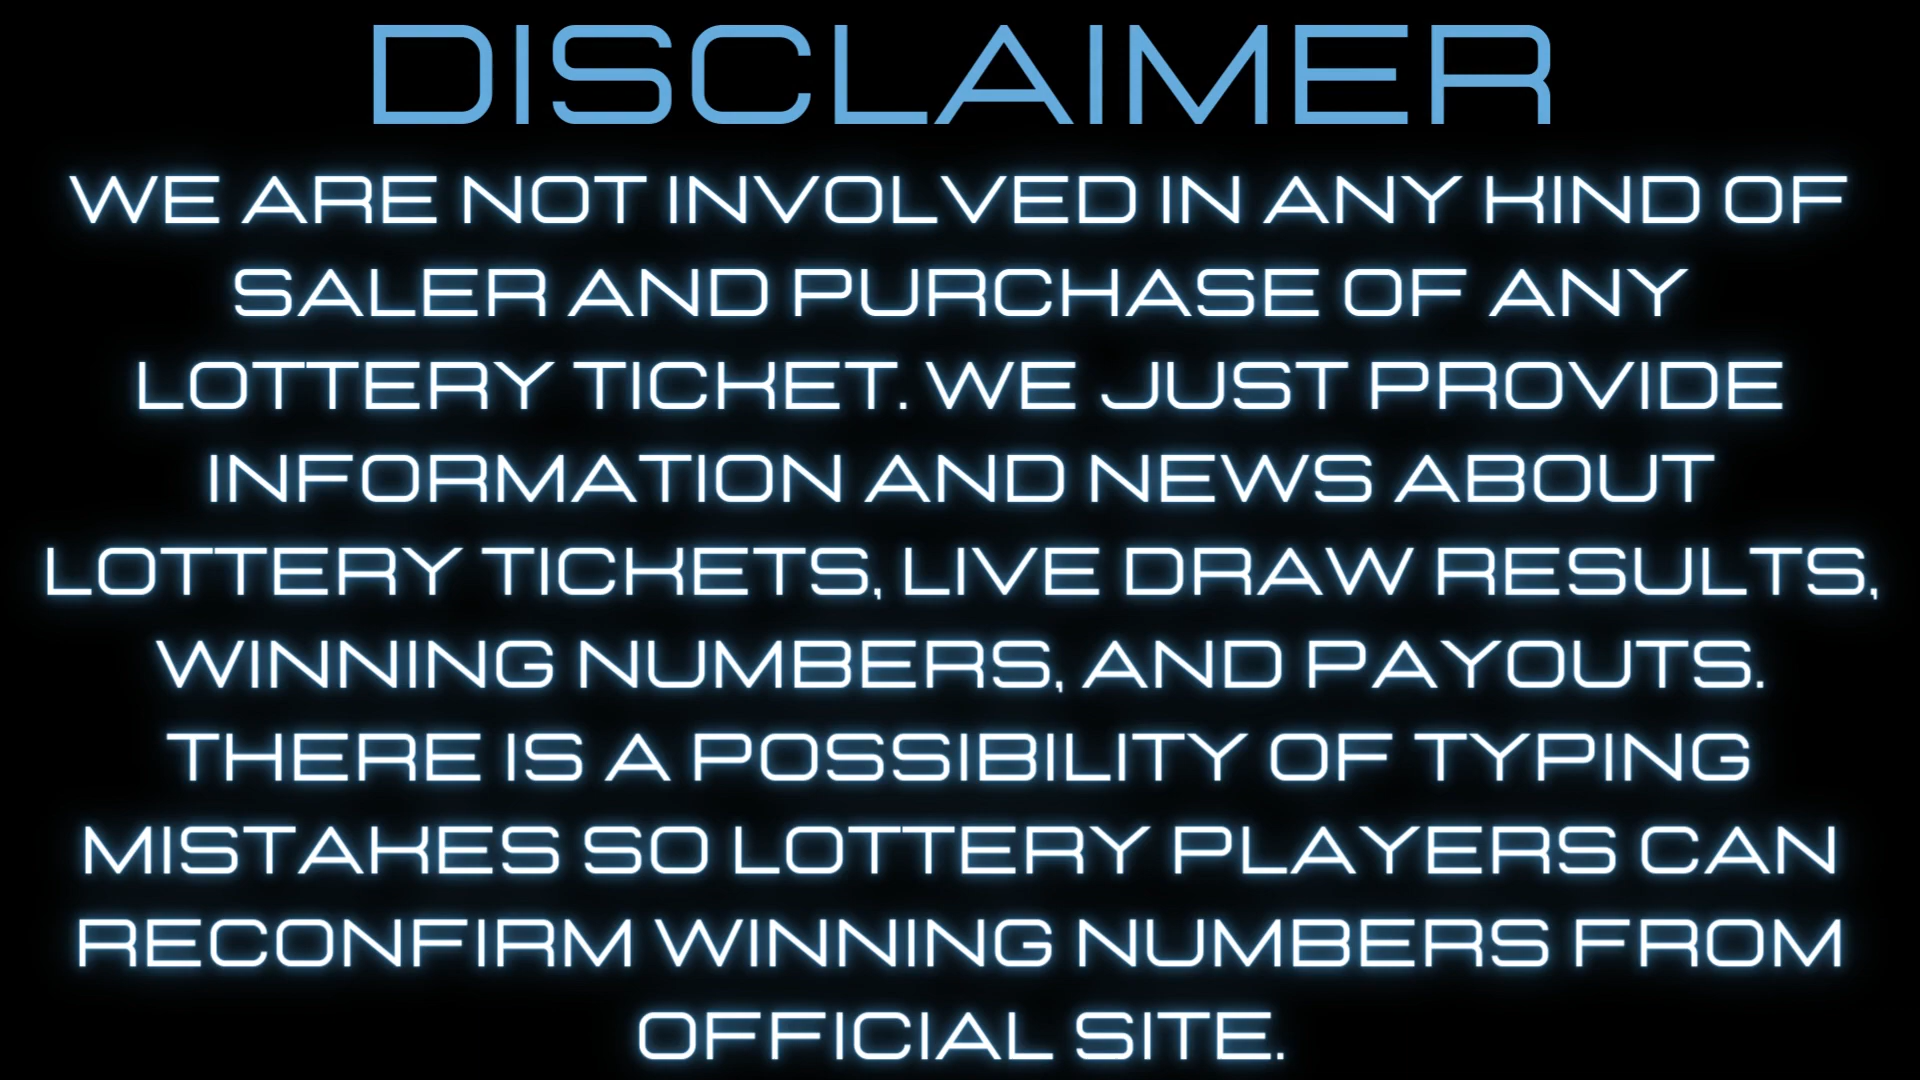 DISCLAIMER
WE ARE NOT INVOLVED IN ANY KIND OF
SALER AND PURCHASE OF ANY
LOTTERY TICKET. WE JUST PROVIDE
INFORMATION AND NEWS ABOUT
LOTTERY TICKETS, LIVE DRAW RESULTS,
WINNING NUMBERS, AND PAYOUTS.
THERE IS A POSSIBILITY OF TYPING
MISTAKES SO LOTTERY PLAYERS CAN
RECONFIRM WINNING NUMBERS FROM
OFFICIAL SITE.